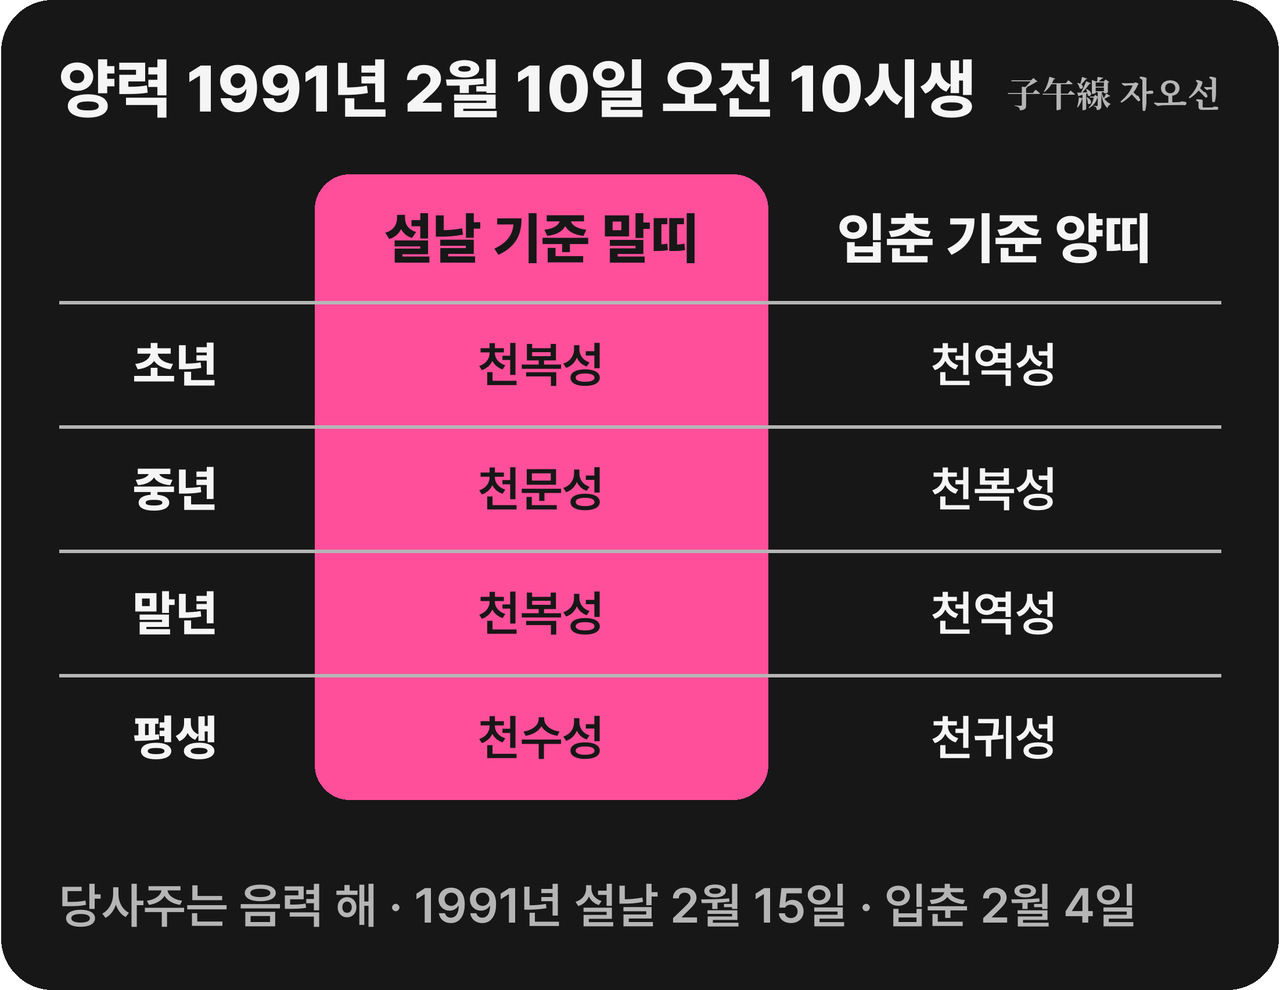 양력 1991년 2월 10일 오전 10시생 子午線 자오선
설날 기준 말띠 입춘 기준 양띠
초년 천복성 천역성
중년 천문성 천복성
말년 천복성 천역성
평생 천수성 천귀성
당사주는 음력 해 · 1991년 설날 2월 15일 · 입춘 2월 4일